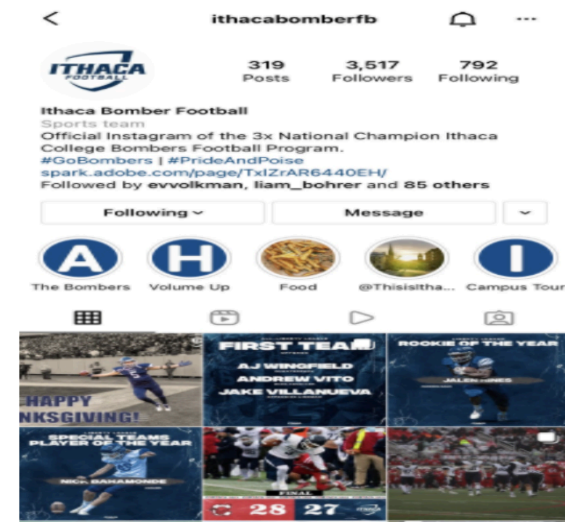 ithacabomberfb
ITHACA
FOOTBALL
319 3,517 792
Posts Followers Following
Ithaca Bomber Football
Sports team
Official Instagram of the 3x National Champion Ithaca
College Bombers Football Program.
#GoBombers | #PrideAndPoise
spark.adobe.com/page/TxIZrAR6440EH/
Followed by evvolkman, liam_bohrer and 85 others
Following Message
A H I
The Bombers Volume Up Food @ThisisItha... Campus Tour
HAPPY
NKSGIVING!
FIRST TEAM
AJ WINGFIELD
ANDREW VITO
JAKE VILLANUEVA
ROOKIE OF THE YEAR
JALEN HINES
SPECIAL TEAMS
PLAYER OF THE YEAR
NICK BAHAMONDE
FINAL
28 27